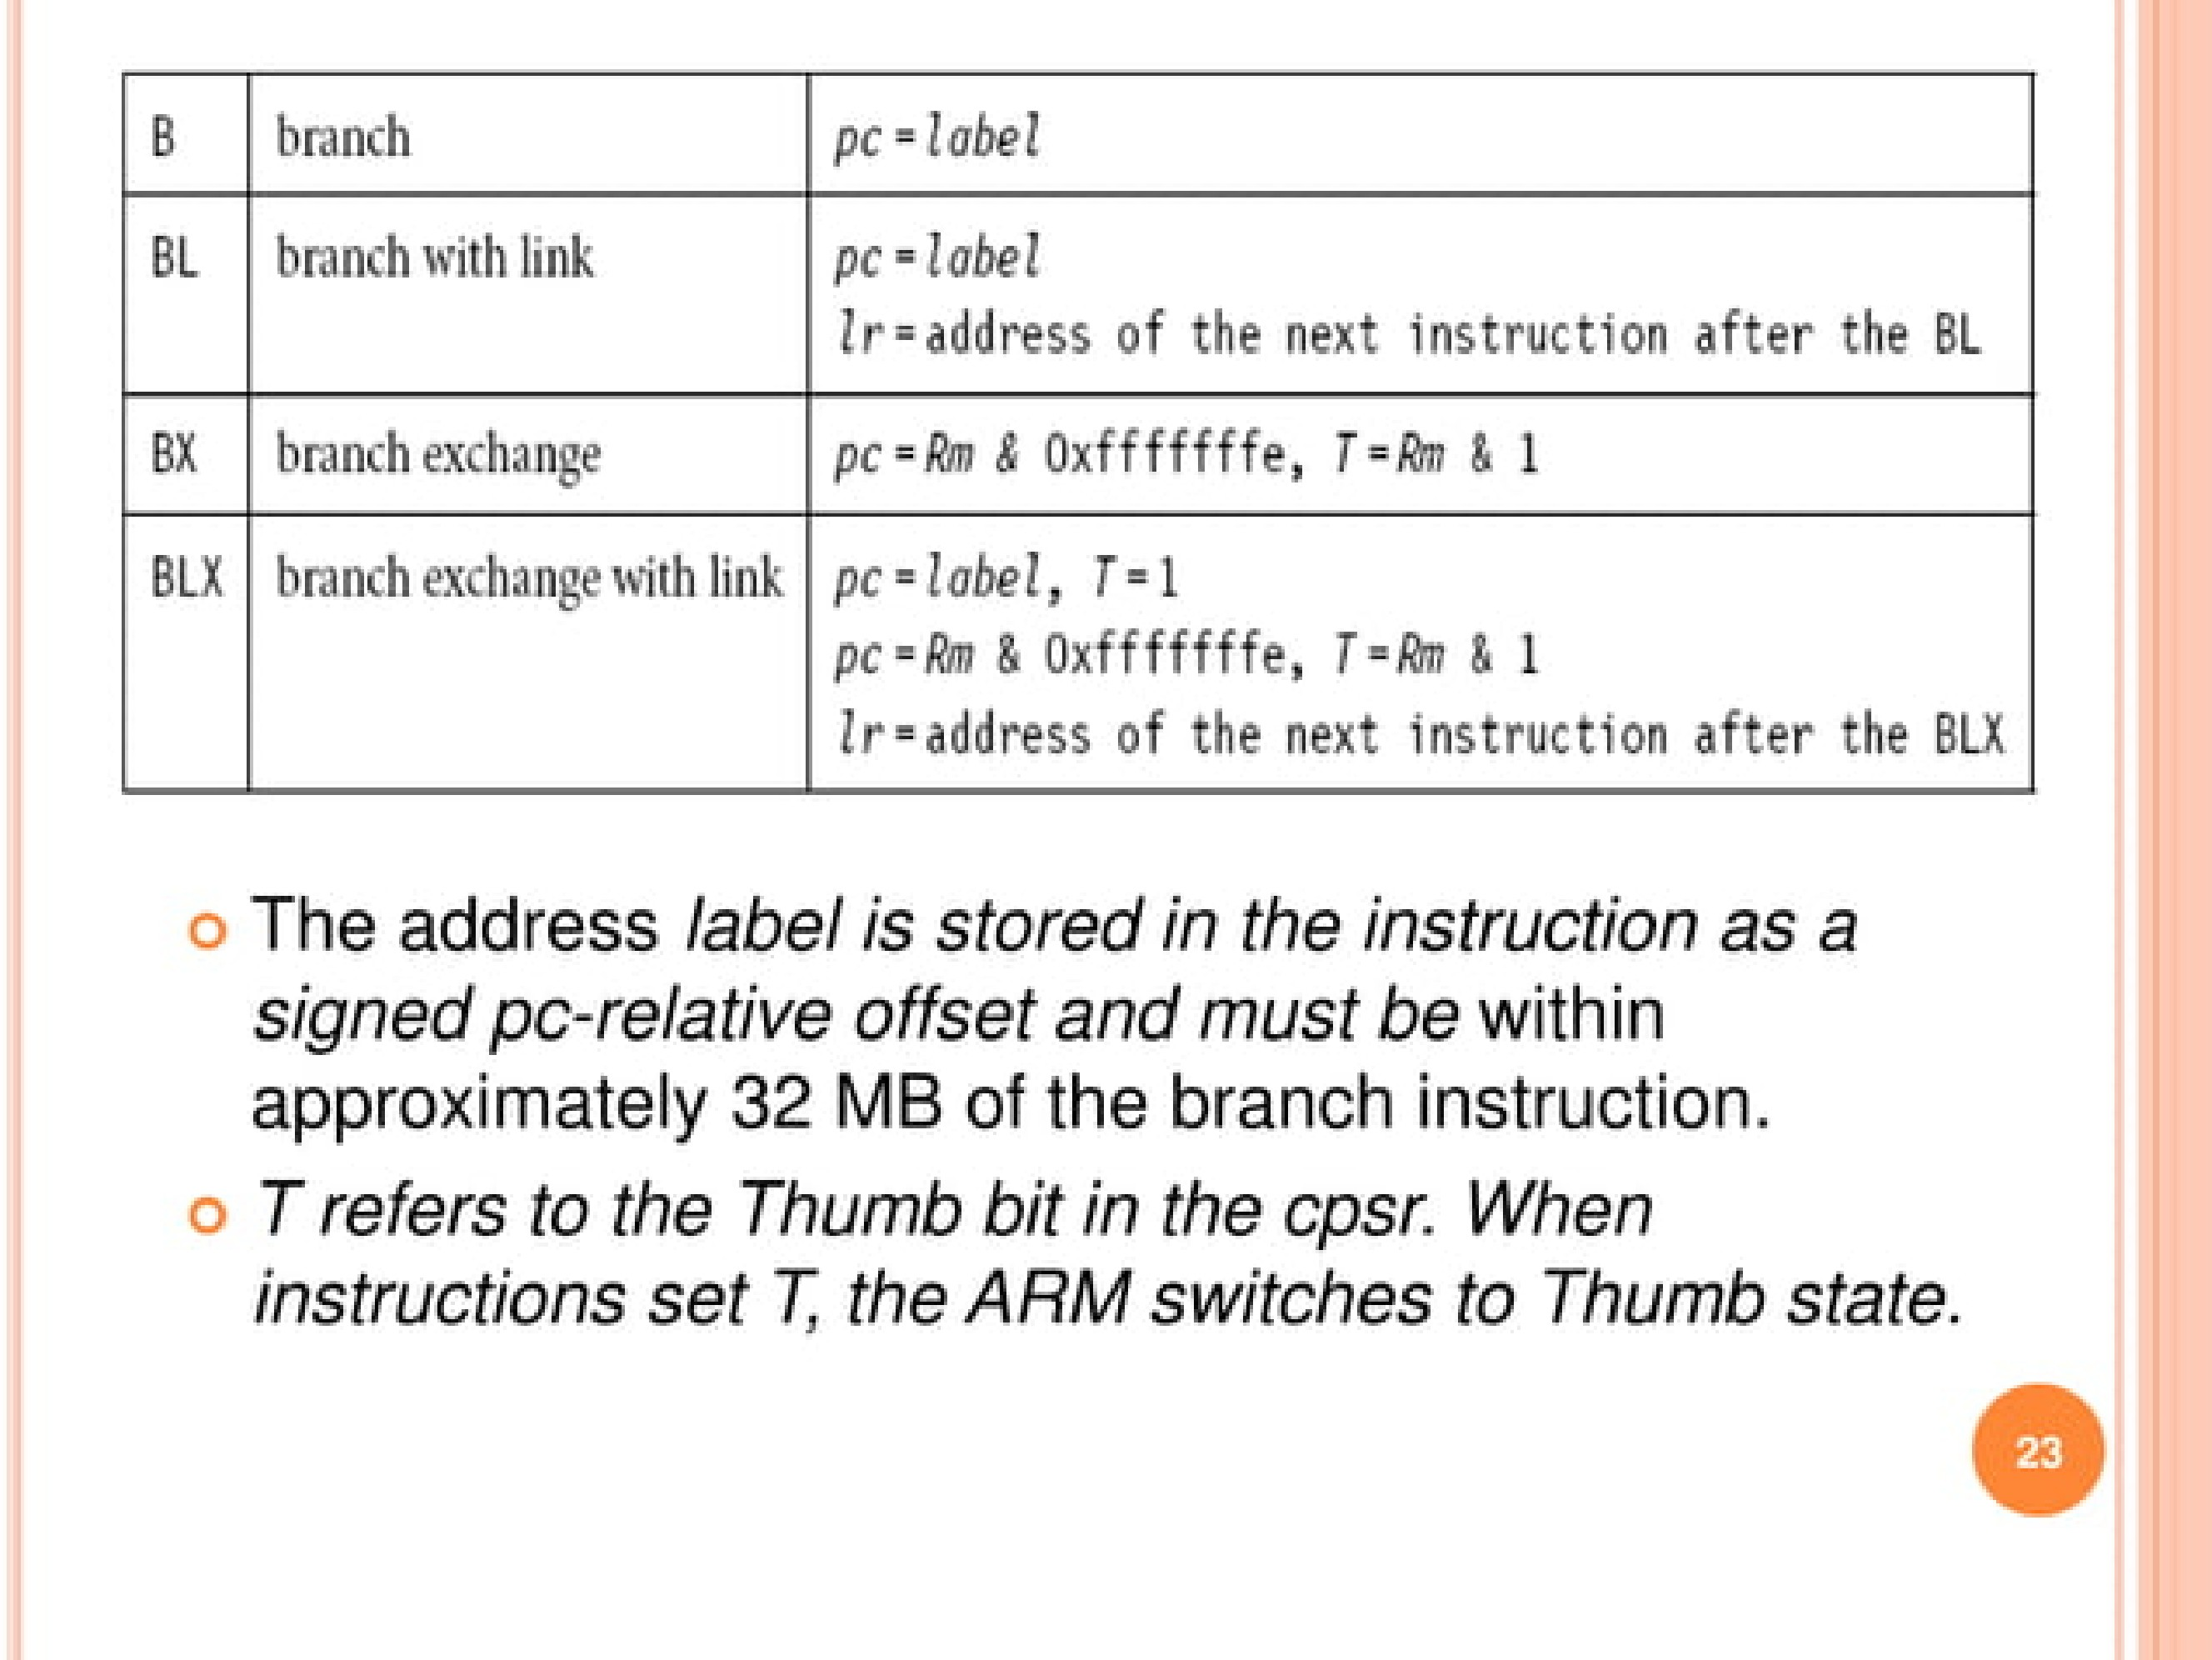 B branch pc = label
BL branch with link pc = label
lr = address of the next instruction after the BL
BX branch exchange pc = Rm & 0xfffffffe, T = Rm & 1
BLX branch exchange with link pc = label, T = 1
pc = Rm & 0xfffffffe, T = Rm & 1
lr = address of the next instruction after the BLX
The address label is stored in the instruction as a
signed pc-relative offset and must be within
approximately 32 MB of the branch instruction.
T refers to the Thumb bit in the cpsr. When
instructions set T, the ARM switches to Thumb state.
23